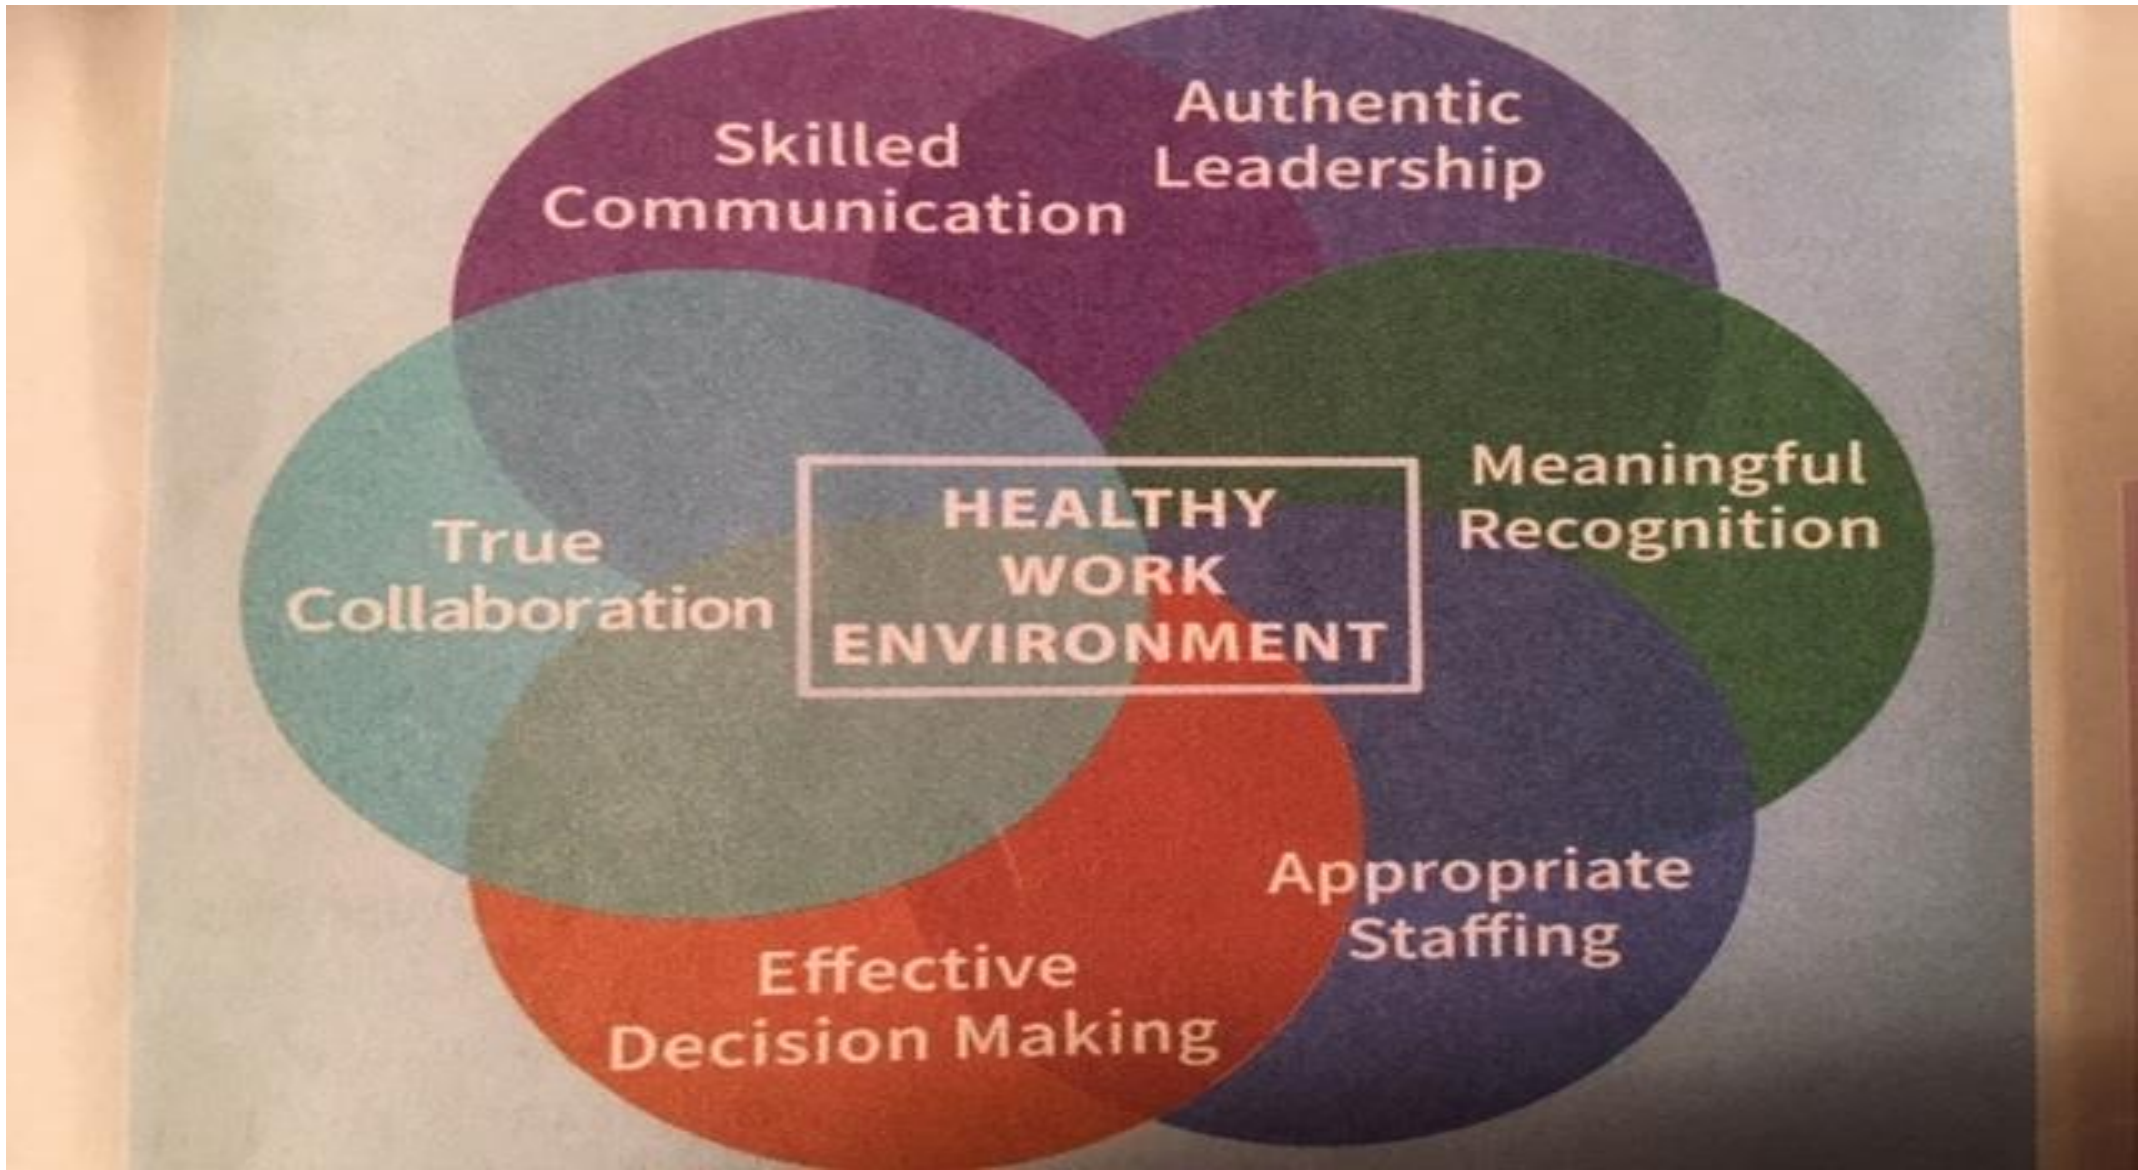 Skilled
Communication
Authentic
Leadership
True
Collaboration
HEALTHY
WORK
ENVIRONMENT
Meaningful
Recognition
Effective
Decision Making
Appropriate
Staffing